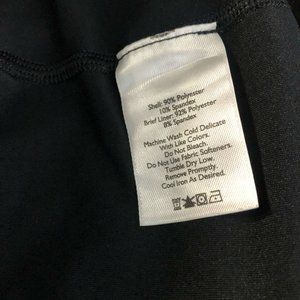 Shell: 90% Polyester
10% Spandex
Brief Liner: 92% Polyester
8% Spandex
Machine Wash Cold Delicate
With Like Colors.
Do Not Bleach.
Do Not Use Fabric Softeners.
Tumble Dry Low.
Remove Promptly.
Cool Iron As Desired.